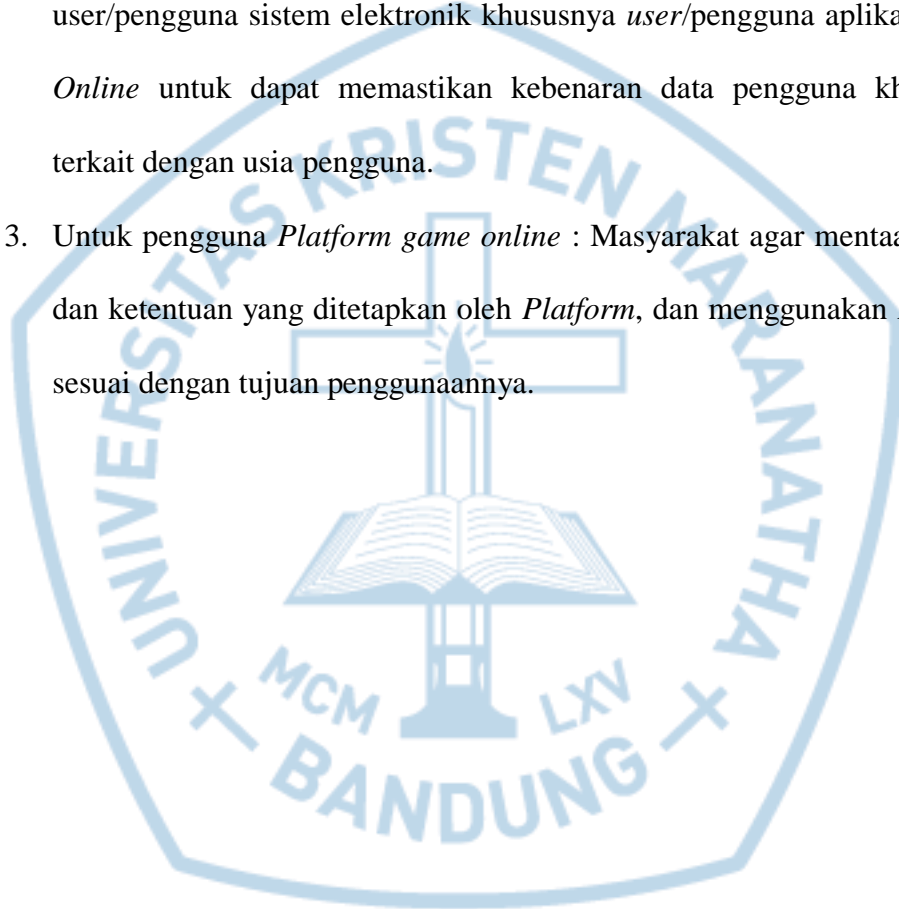 user/pengguna sistem elektronik khususnya user/pengguna aplika
Online untuk dapat memastikan kebenaran data pengguna kh
terkait dengan usia pengguna.
3. Untuk pengguna Platform game online : Masyarakat agar mentaa
dan ketentuan yang ditetapkan oleh Platform, dan menggunakan
sesuai dengan tujuan penggunaannya.
UNIVERSITAS KRISTEN MARANATHA
MCM LXV
BANDUNG